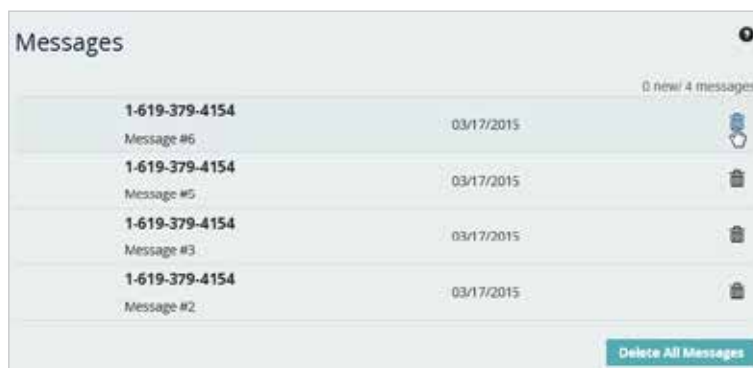 Messages
0 new/ 4 messages
1-619-379-4154
Message #6
03/17/2015
1-619-379-4154
Message #5
03/17/2015
1-619-379-4154
Message #3
03/17/2015
1-619-379-4154
Message #2
03/17/2015
Delete All Messages